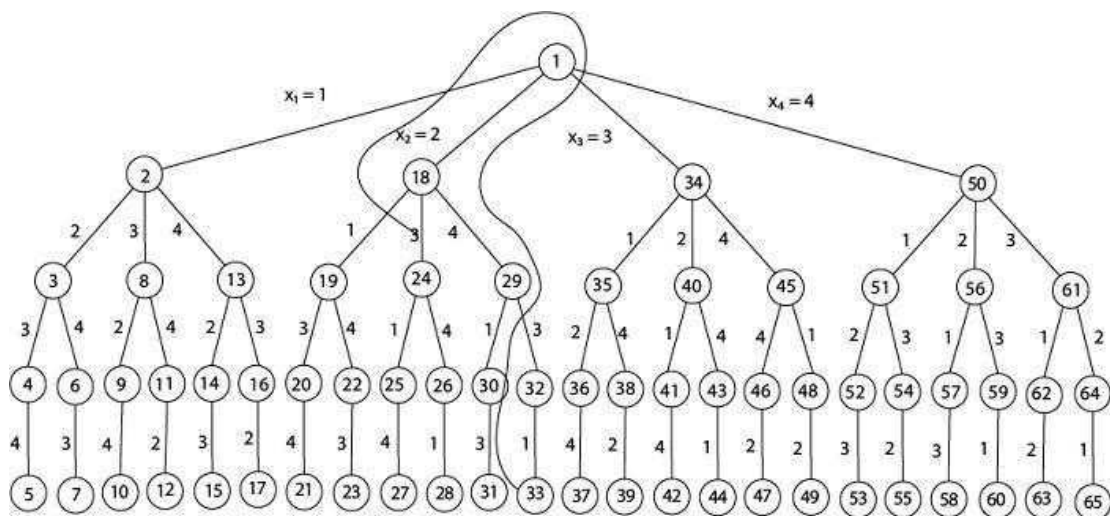 1
x₁ = 1
x₂ = 2
x₃ = 3
x₄ = 4
2 18 34 50
2 3 4 1 3 4 1 2 4 1 2 3
3 8 13 19 24 29 35 40 45 51 56 61
3 4 2 4 2 3 3 4 1 4 1 3 2 4 1 4 4 1 2 3 1 3 1 2
4 6 9 11 14 16 20 22 25 26 30 32 36 38 41 43 46 48 52 54 57 59 62 64
4 3 4 2 3 2 4 3 4 1 3 1 4 2 4 1 2 2 3 2 3 1 2 1
5 7 10 12 15 17 21 23 27 28 31 33 37 39 42 44 47 49 53 55 58 60 63 65